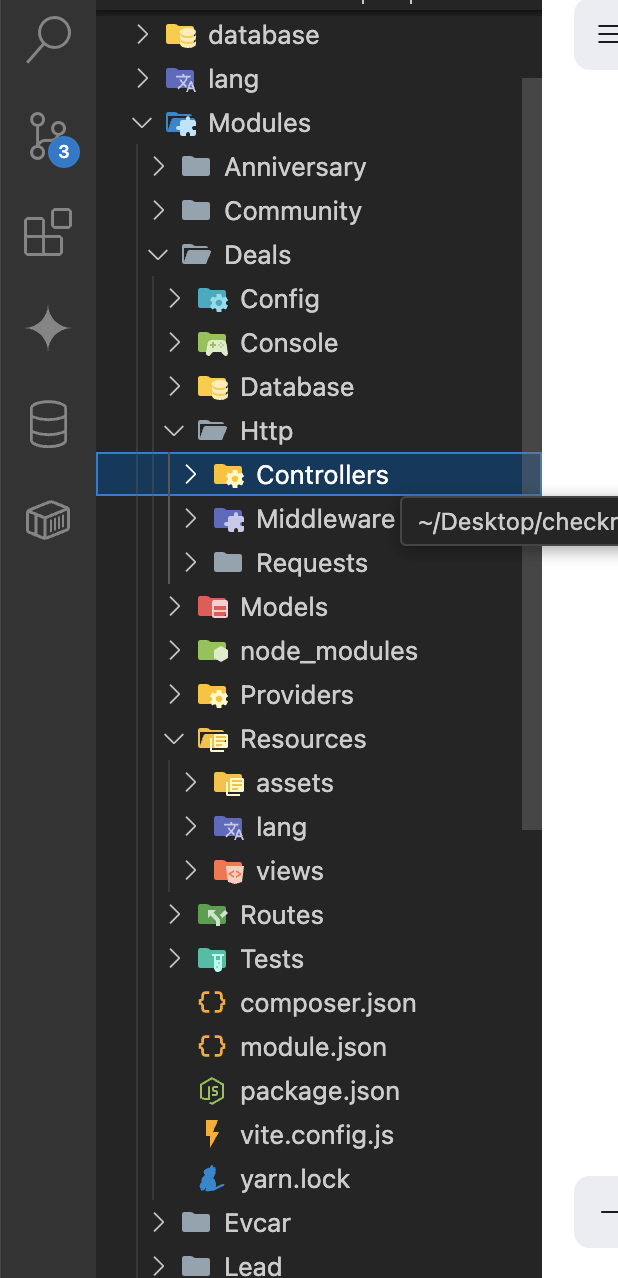 database
lang
3
Modules
Anniversary
Community
Deals
Config
Console
Database
Http
Controllers
Middleware
~/Desktop/checkr
Requests
Models
node_modules
Providers
Resources
assets
lang
views
Routes
Tests
composer.json
module.json
package.json
vite.config.js
yarn.lock
Evcar
Lead